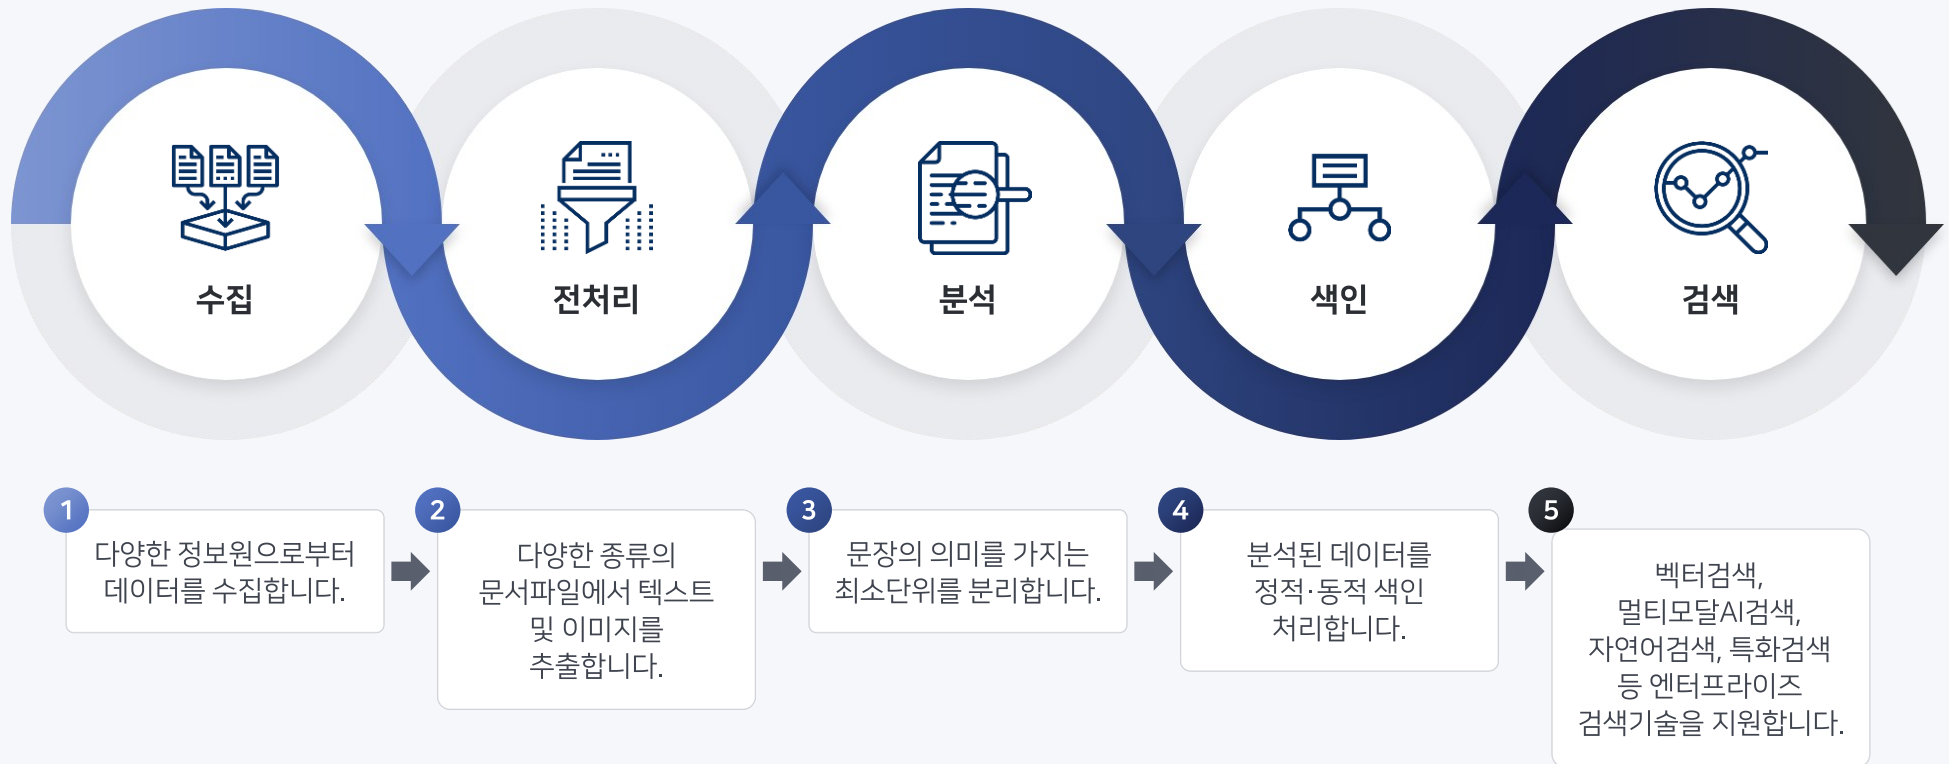 수집
전처리
분석
색인
검색
1
다양한 정보원으로부터
데이터를 수집합니다.
2
다양한 종류의
문서파일에서 텍스트
및 이미지를
추출합니다.
3
문장의 의미를 가지는
최소단위를 분리합니다.
4
분석된 데이터를
정적·동적 색인
처리합니다.
5
벡터검색,
멀티모달AI검색,
자연어검색, 특화검색
등 엔터프라이즈
검색기술을 지원합니다.